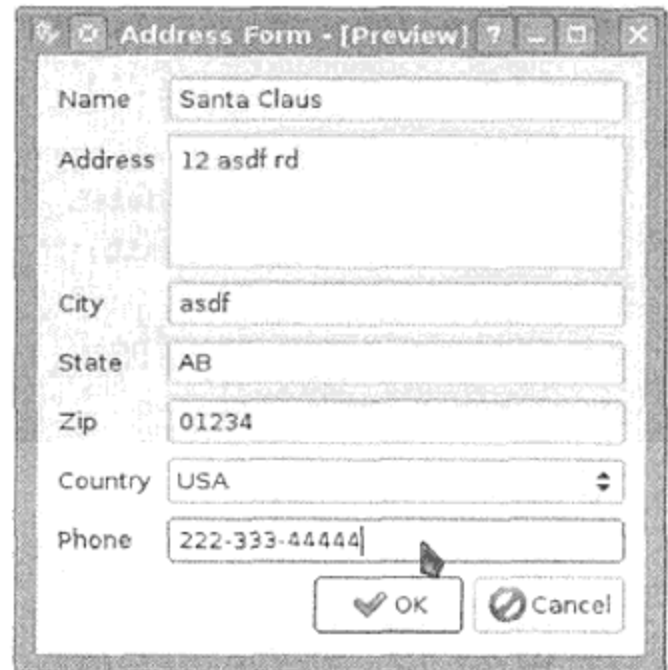 Address Form - [Preview] ?
Name Santa Claus
Address 12 asdf rd
City asdf
State AB
Zip 01234
Country USA
Phone 222-333-44444
OK Cancel